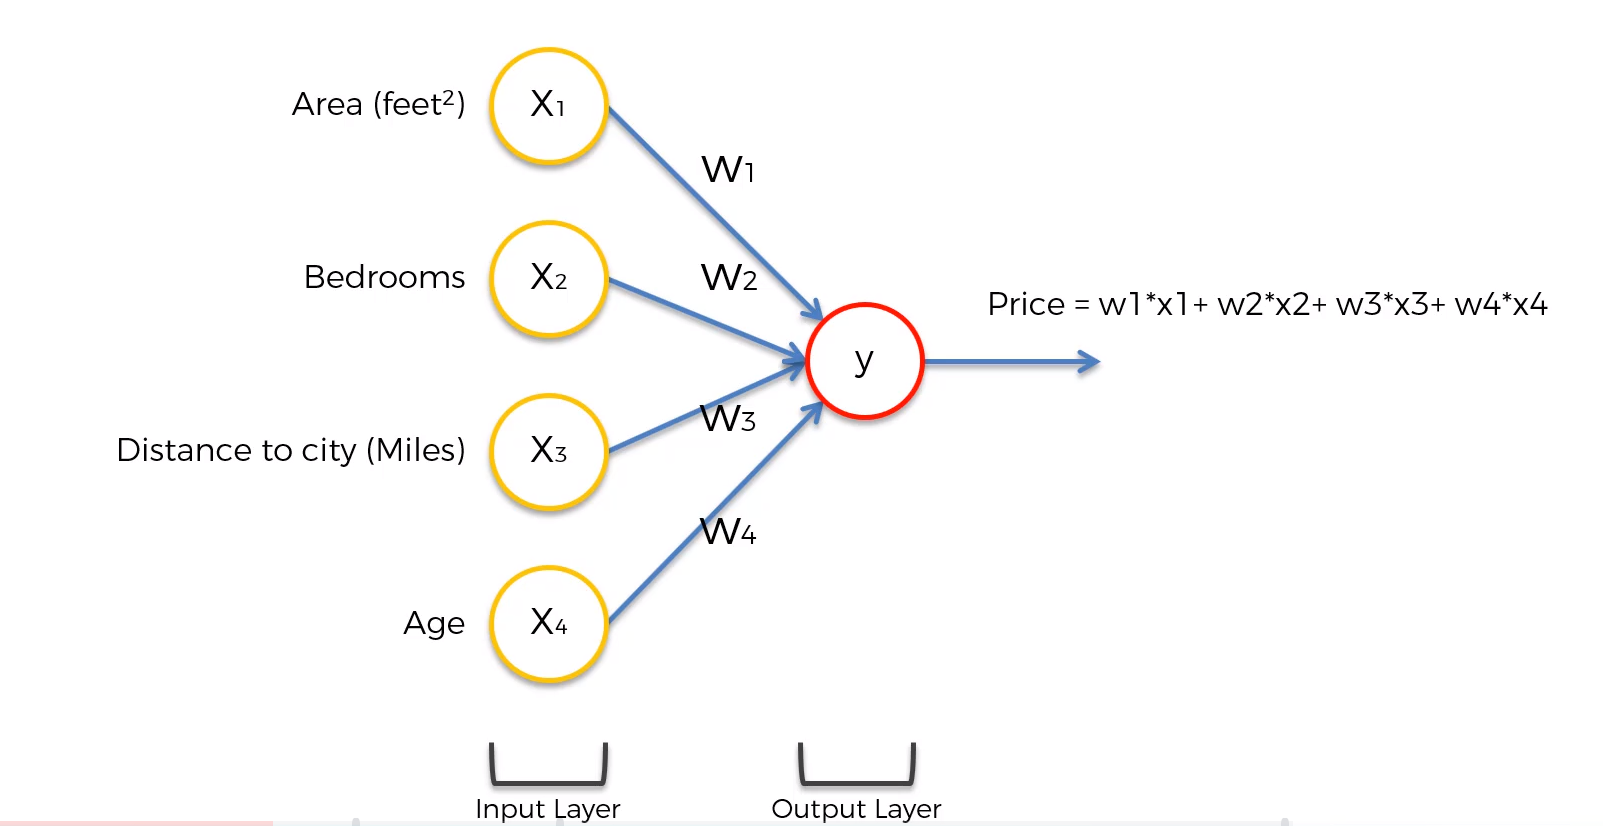 Area (feet²)
X1
W1
Bedrooms
X2
W2
Price = w1*x1+ w2*x2+ w3*x3+ w4*x4
y
Distance to city (Miles)
X3
W3
Age
X4
W4
Input Layer
Output Layer